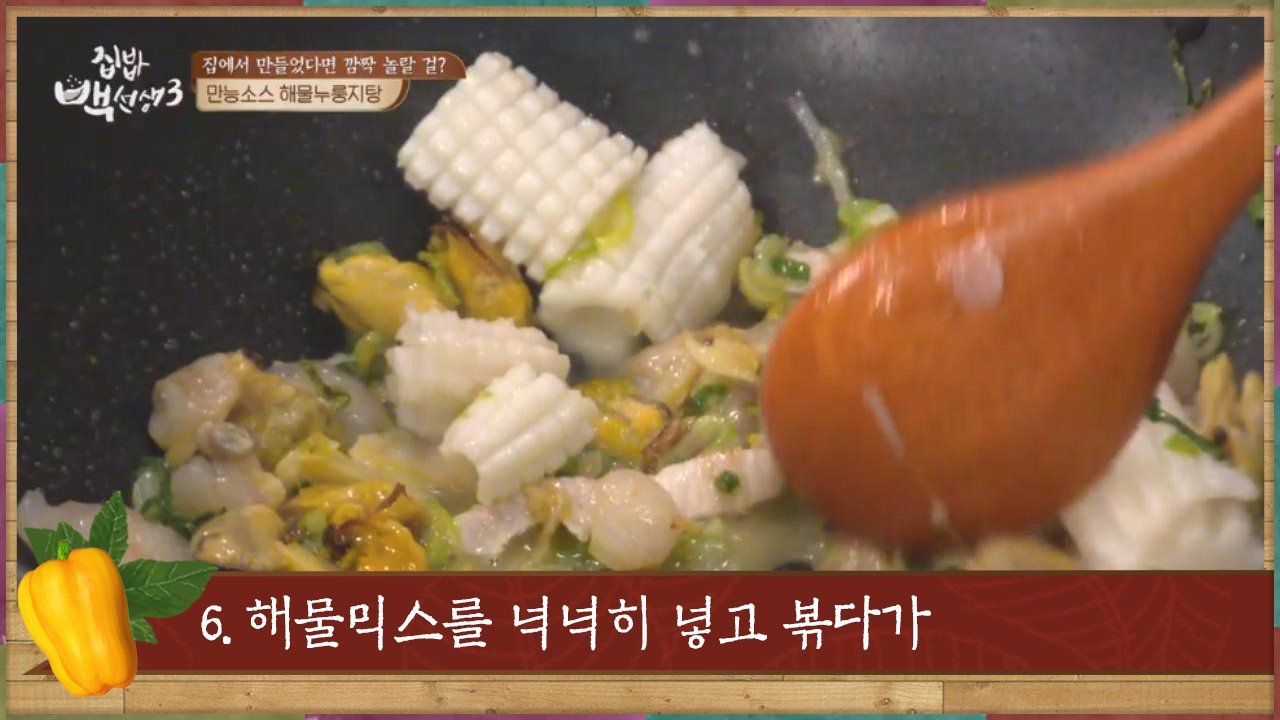 집밥
백선생3
집에서 만들었다면 깜짝 놀랄 걸?
만능소스 해물누룽지탕
6. 해물믹스를 넉넉히 넣고 볶다가